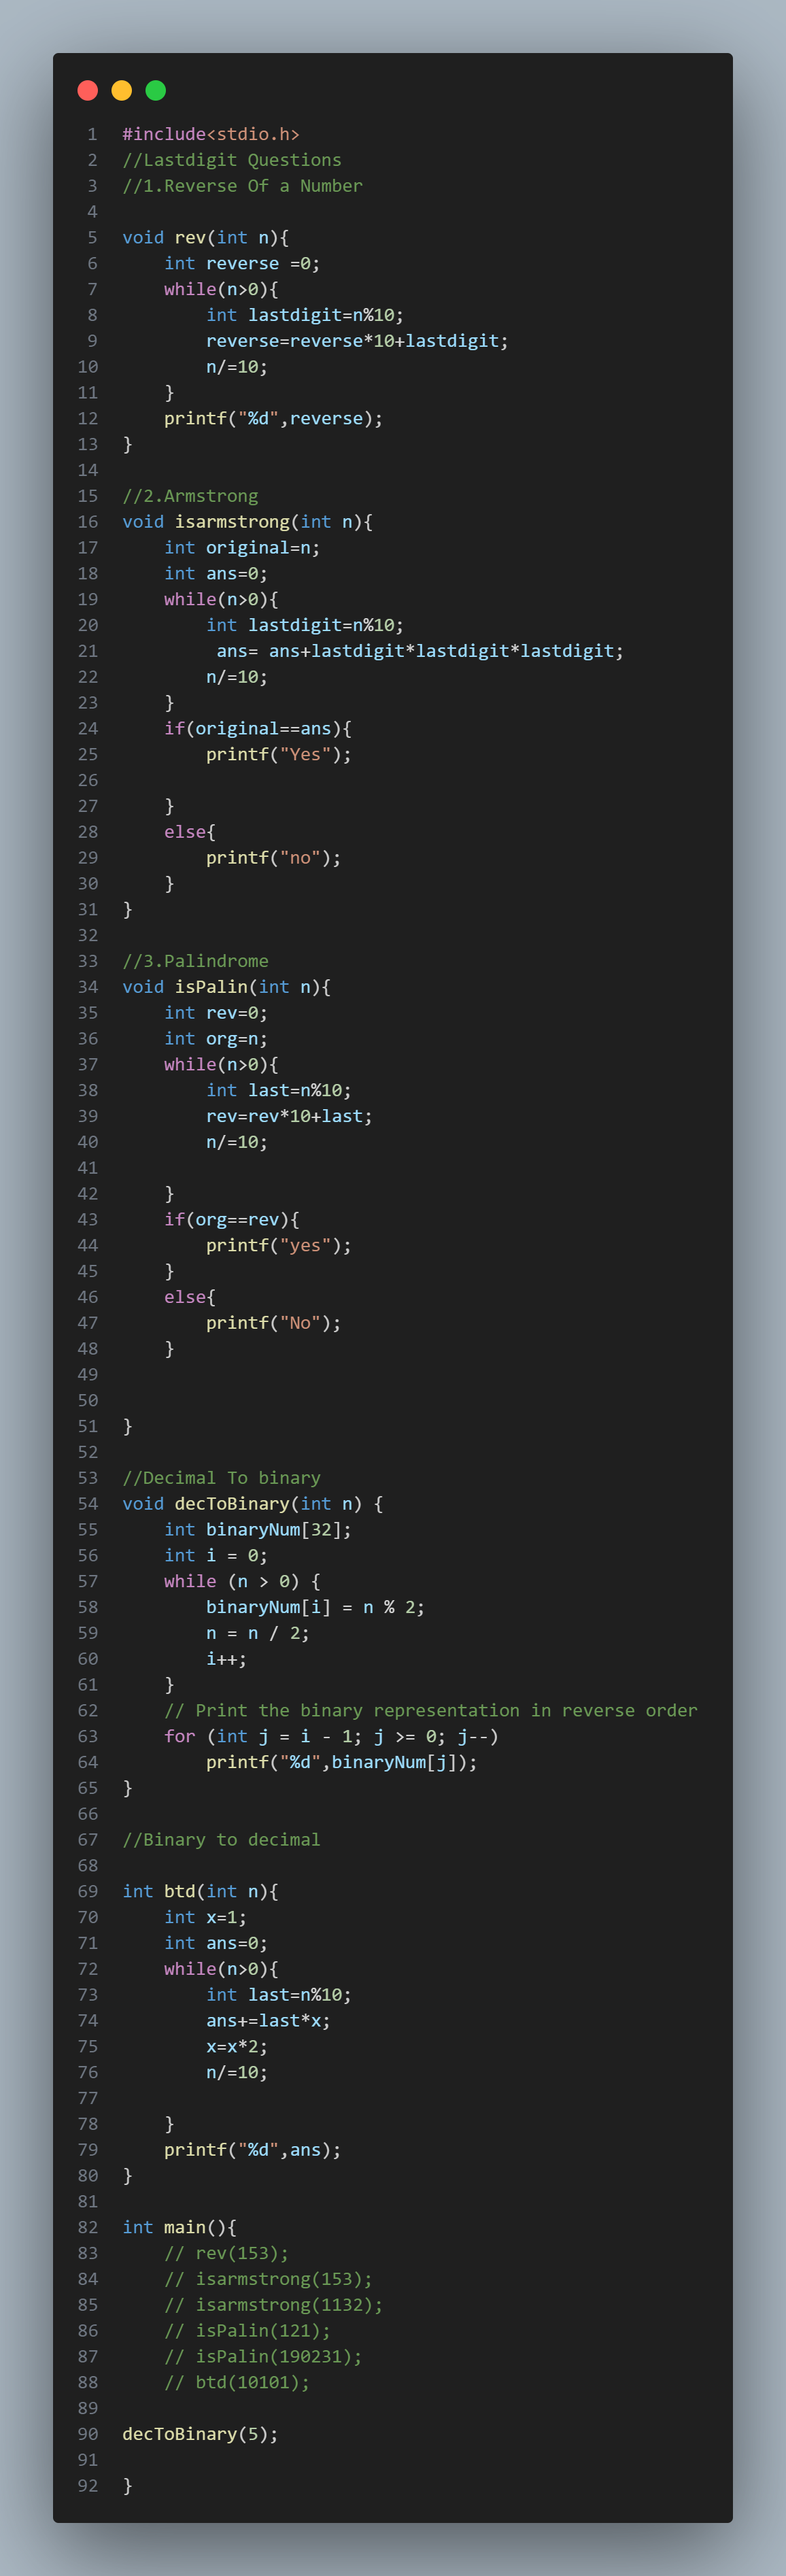 1 #include<stdio.h>
2 //Lastdigit Questions
3 //1.Reverse Of a Number
4
5 void rev(int n){
6     int reverse =0;
7     while(n>0){
8         int lastdigit=n%10;
9         reverse=reverse*10+lastdigit;
10         n/=10;
11     }
12     printf("%d",reverse);
13 }
14
15 //2.Armstrong
16 void isarmstrong(int n){
17     int original=n;
18     int ans=0;
19     while(n>0){
20         int lastdigit=n%10;
21          ans= ans+lastdigit*lastdigit*lastdigit;
22         n/=10;
23     }
24     if(original==ans){
25         printf("Yes");
26
27     }
28     else{
29         printf("no");
30     }
31 }
32
33 //3.Palindrome
34 void isPalin(int n){
35     int rev=0;
36     int org=n;
37     while(n>0){
38         int last=n%10;
39         rev=rev*10+last;
40         n/=10;
41
42     }
43     if(org==rev){
44         printf("yes");
45     }
46     else{
47         printf("No");
48     }
49
50
51 }
52
53 //Decimal To binary
54 void decToBinary(int n) {
55     int binaryNum[32];
56     int i = 0;
57     while (n > 0) {
58         binaryNum[i] = n % 2;
59         n = n / 2;
60         i++;
61     }
62     // Print the binary representation in reverse order
63     for (int j = i - 1; j >= 0; j--)
64         printf("%d",binaryNum[j]);
65 }
66
67 //Binary to decimal
68
69 int btd(int n){
70     int x=1;
71     int ans=0;
72     while(n>0){
73         int last=n%10;
74         ans+=last*x;
75         x=x*2;
76         n/=10;
77
78     }
79     printf("%d",ans);
80 }
81
82 int main(){
83     // rev(153);
84     // isarmstrong(153);
85     // isarmstrong(1132);
86     // isPalin(121);
87     // isPalin(190231);
88     // btd(10101);
89
90 decToBinary(5);
91
92 }